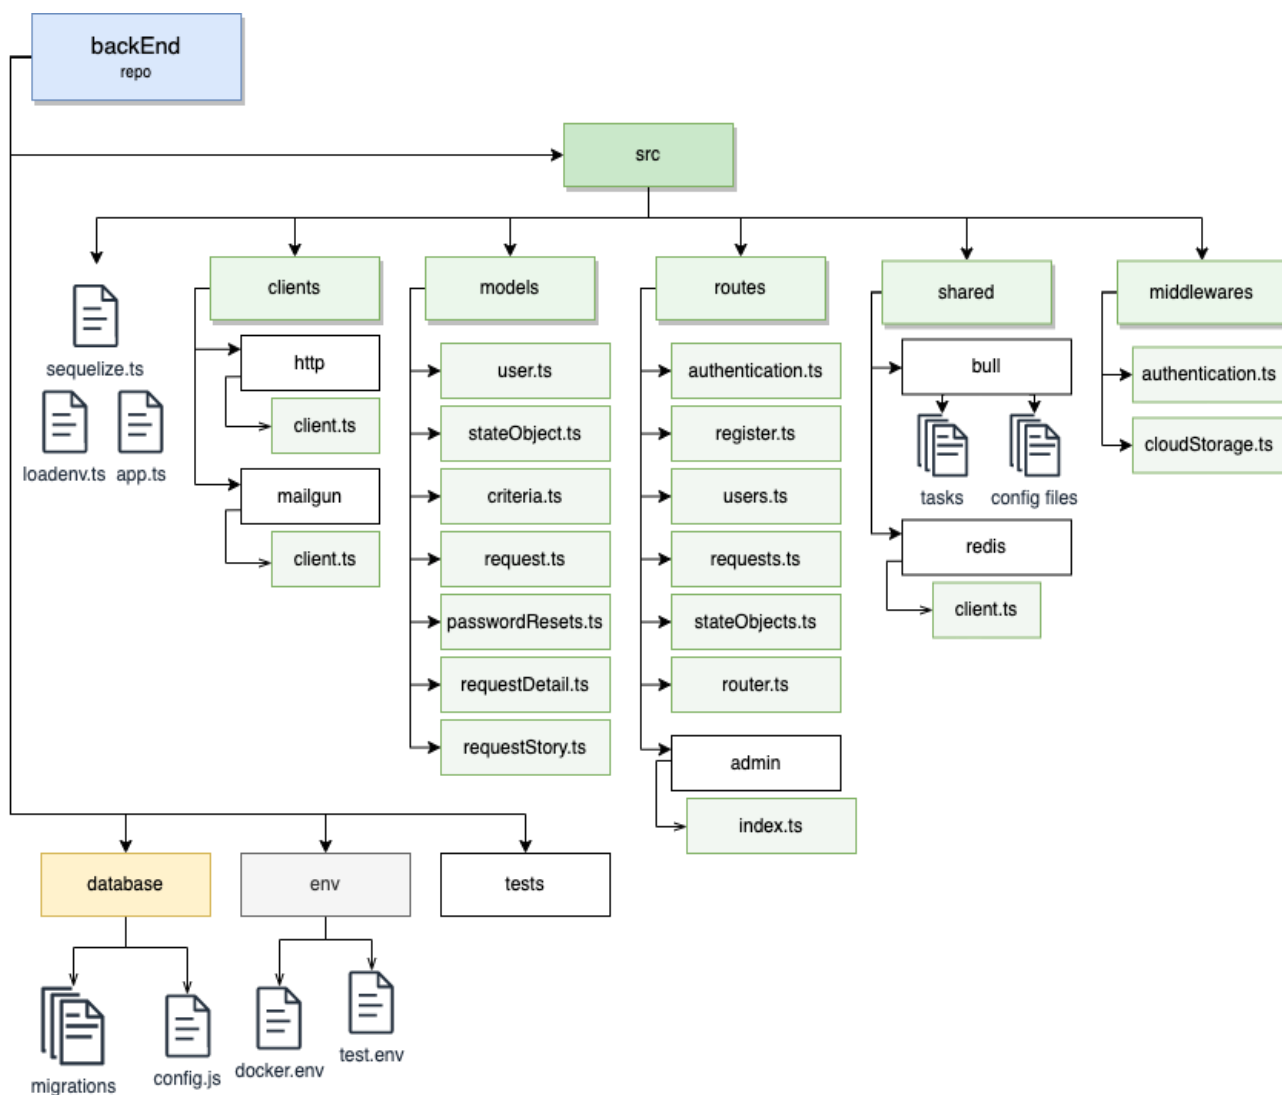 backEnd
repo
src
clients
models
routes
shared
middlewares
sequelize.ts
loadenv.ts
app.ts
http
client.ts
mailgun
client.ts
user.ts
stateObject.ts
criteria.ts
request.ts
passwordResets.ts
requestDetail.ts
requestStory.ts
authentication.ts
register.ts
users.ts
requests.ts
stateObjects.ts
router.ts
admin
index.ts
bull
tasks
config files
redis
client.ts
authentication.ts
cloudStorage.ts
database
env
tests
migrations
config.js
docker.env
test.env